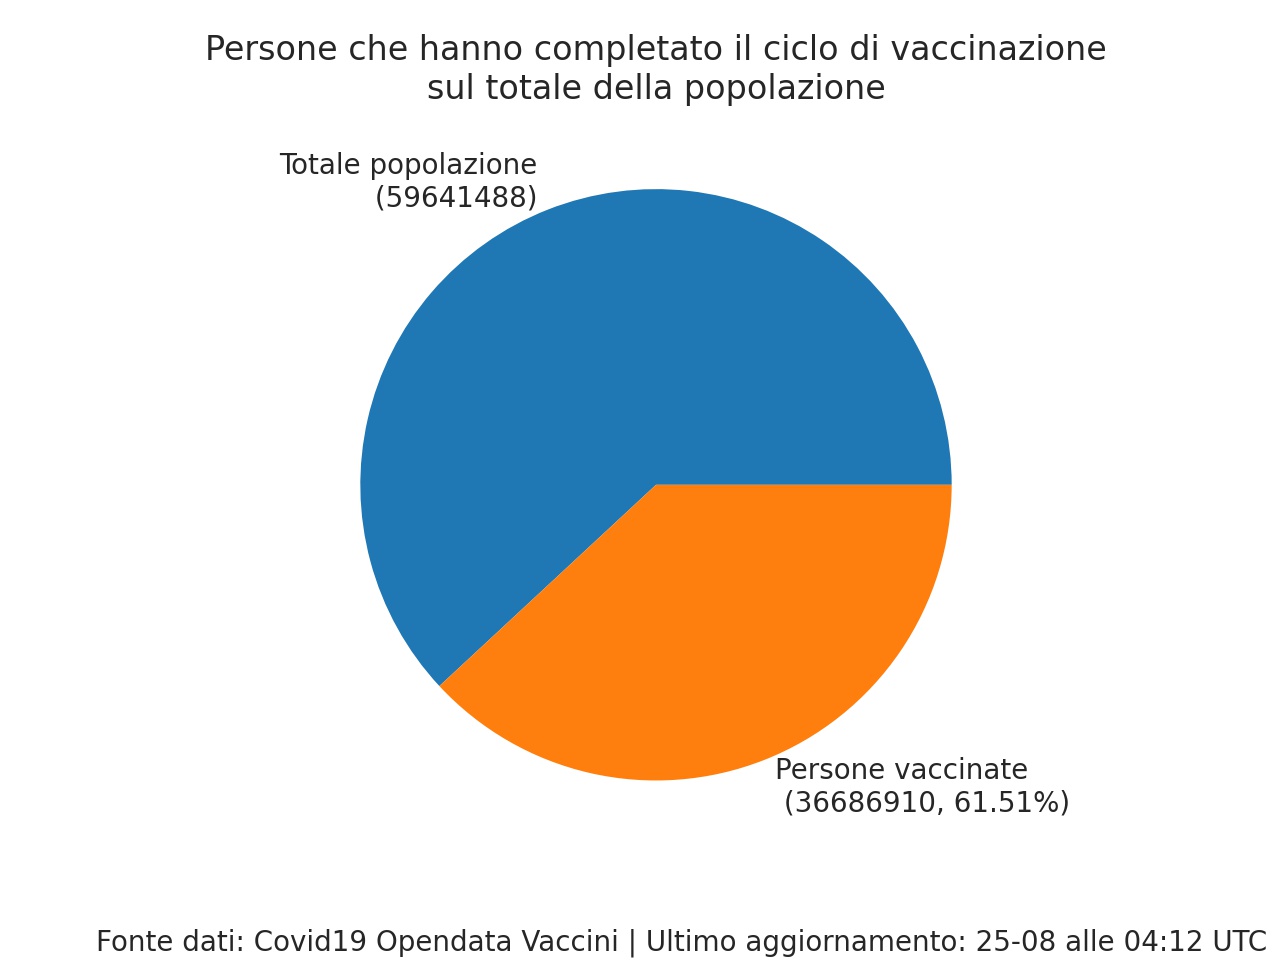 Persone che hanno completato il ciclo di vaccinazione
sul totale della popolazione
Totale popolazione
(59641488)
Persone vaccinate
(36686910, 61.51%)
Fonte dati: Covid19 Opendata Vaccini | Ultimo aggiornamento: 25-08 alle 04:12 UTC